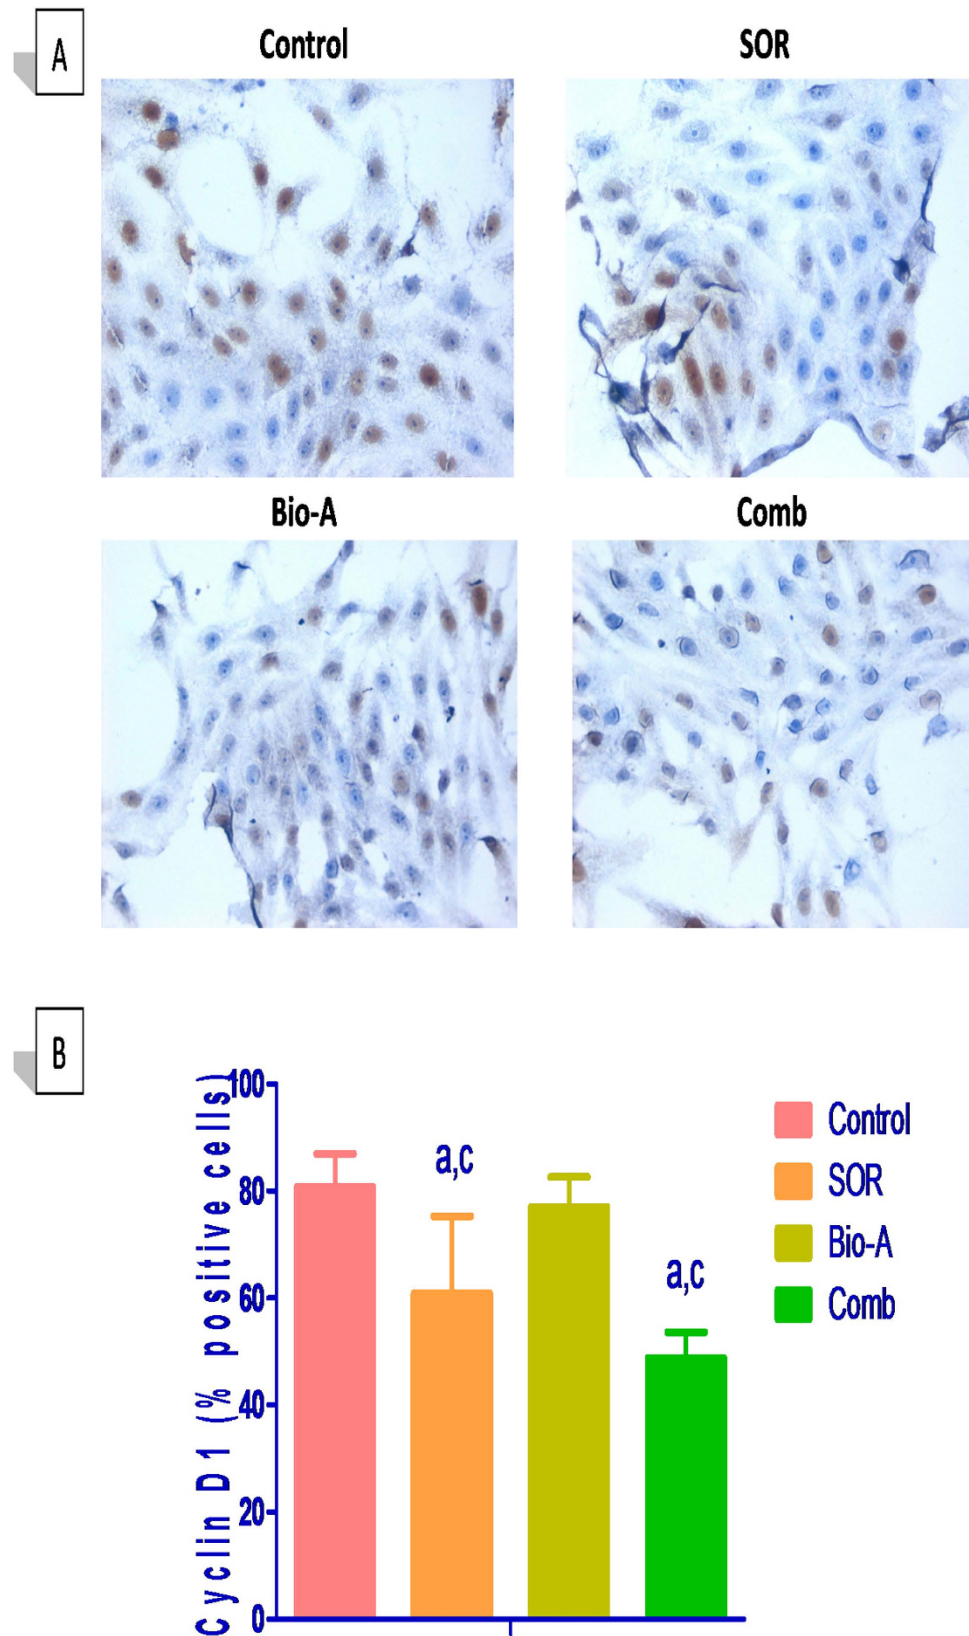 A
Control
SOR
Bio-A
Comb
B
Cyclin D1 (% positive cells)
100
80
60
40
20
0
a,c
a,c
Control
SOR
Bio-A
Comb